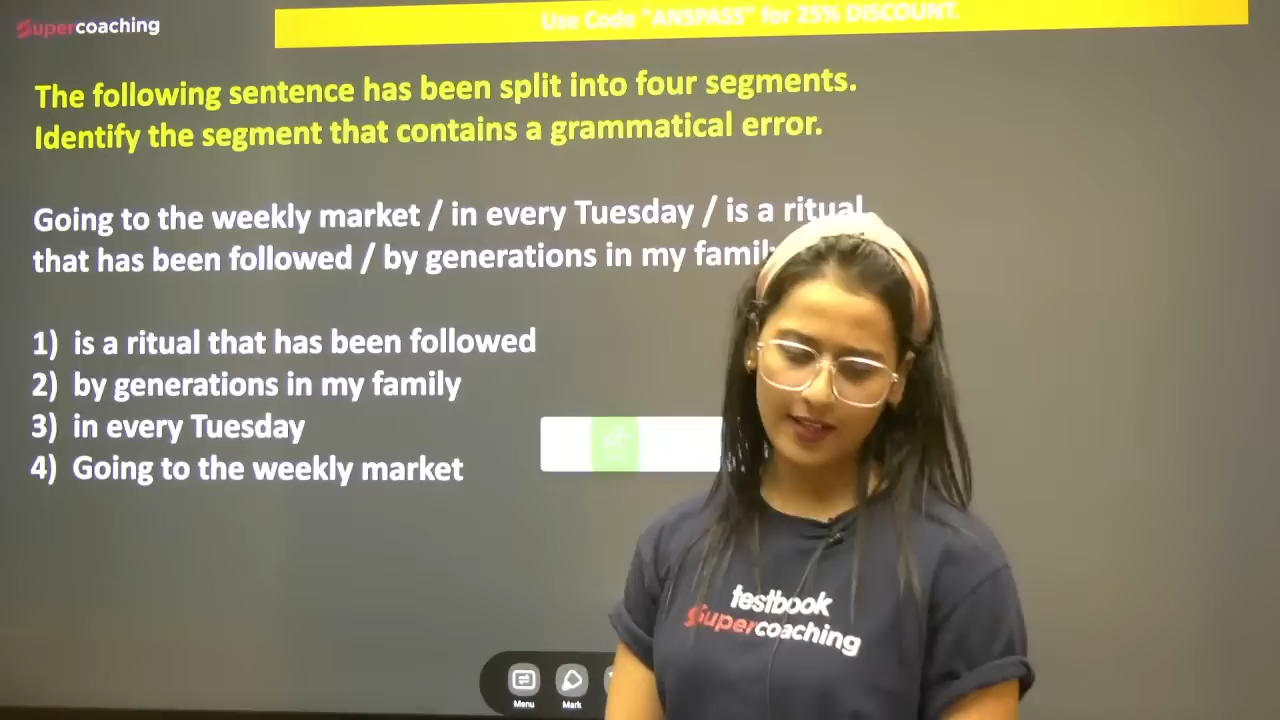 Supercoaching
Use Code "ANSPASS" for 25% DISCOUNT.
The following sentence has been split into four segments.
Identify the segment that contains a grammatical error.
Going to the weekly market / in every Tuesday / is a ritual
that has been followed / by generations in my family
1) is a ritual that has been followed
2) by generations in my family
3) in every Tuesday
4) Going to the weekly market
testbook
Supercoaching
Menu
Mark